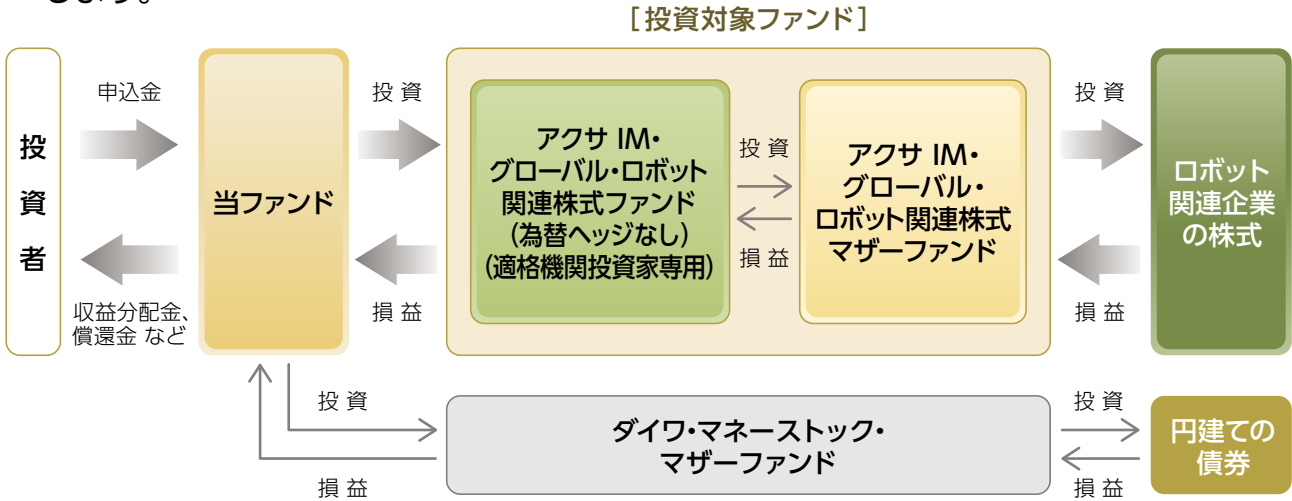 します。
[投資対象ファンド]
投資者
申込金
収益分配金、
償還金 など
当ファンド
投 資
損 益
アクサ IM・
グローバル・ロボット
関連株式ファンド
(為替ヘッジなし)
(適格機関投資家専用)
投 資
損 益
アクサ IM・
グローバル・
ロボット関連株式
マザーファンド
投 資
損 益
ロボット
関連企業
の株式
投 資
損 益
ダイワ・マネーストック・
マザーファンド
投 資
損 益
円建ての
債券